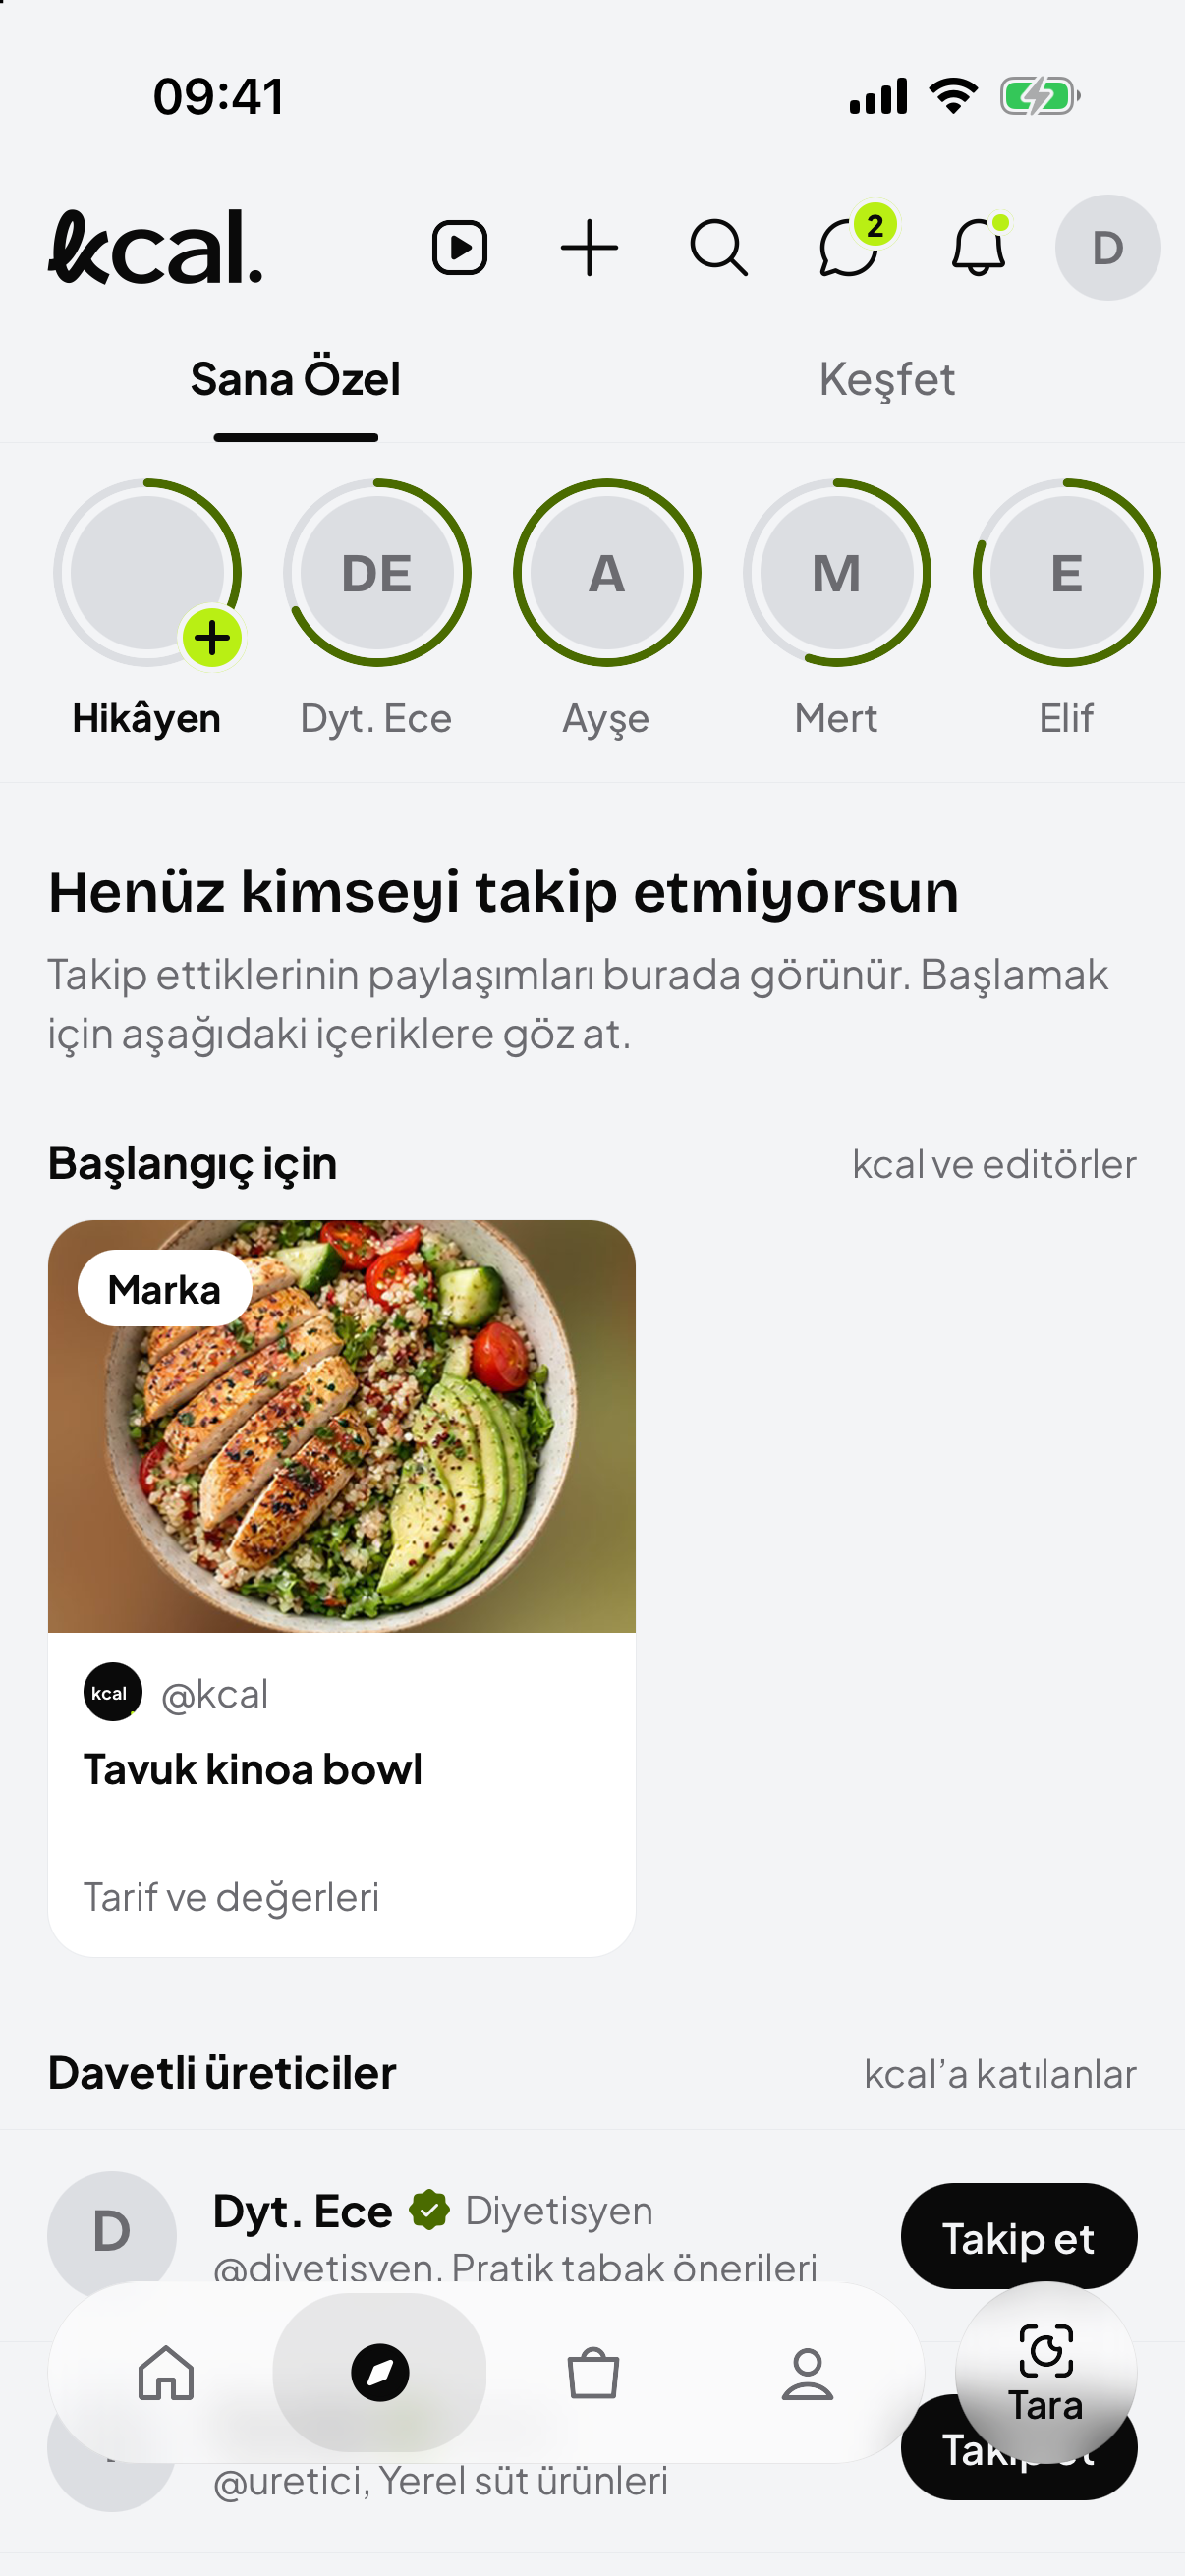 09:41
kcal.
2
D
Sana Özel
Keşfet
DE
A
M
E
Hikâyen
Dyt. Ece
Ayşe
Mert
Elif
Henüz kimseyi takip etmiyorsun
Takip ettiklerinin paylaşımları burada görünür. Başlamak
için aşağıdaki içeriklere göz at.
Başlangıç için
kcal ve editörler
Marka
kcal
@kcal
Tavuk kinoa bowl
Tarif ve değerleri
Davetli üreticiler
kcal’a katılanlar
D
Dyt. Ece
Diyetisyen
Takip et
@diyetisyen, Pratik tabak önerileri
Tara
Takip et
@uretici, Yerel süt ürünleri